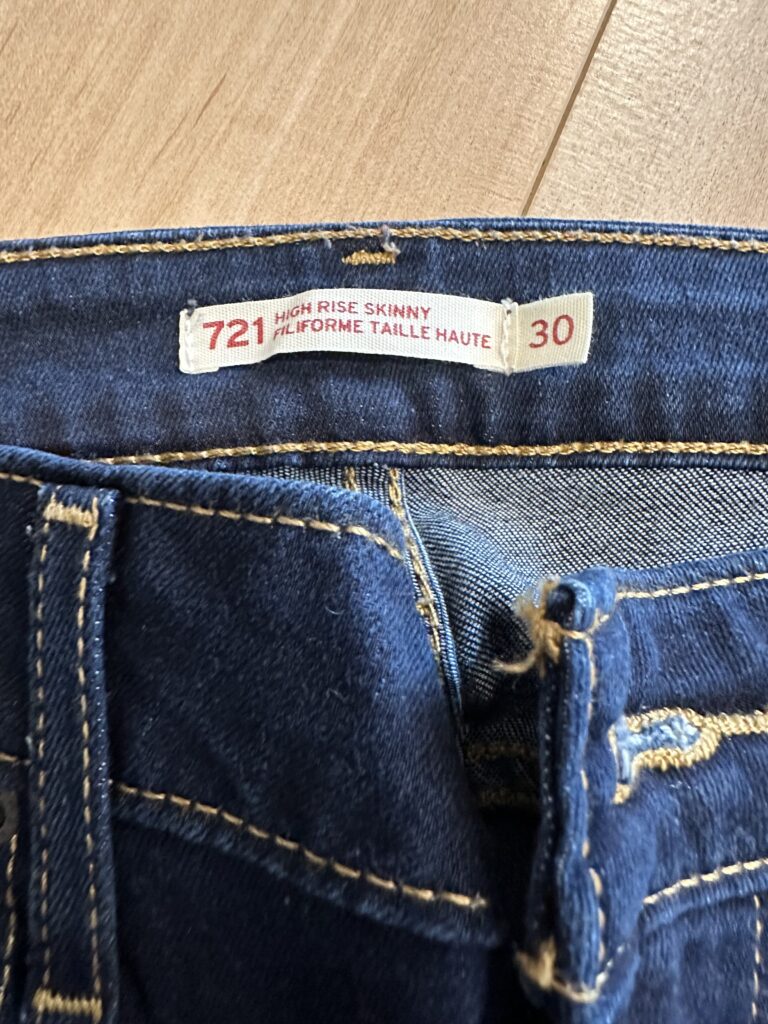 721
HIGH RISE SKINNY
FILIFORME TAILLE HAUTE
30